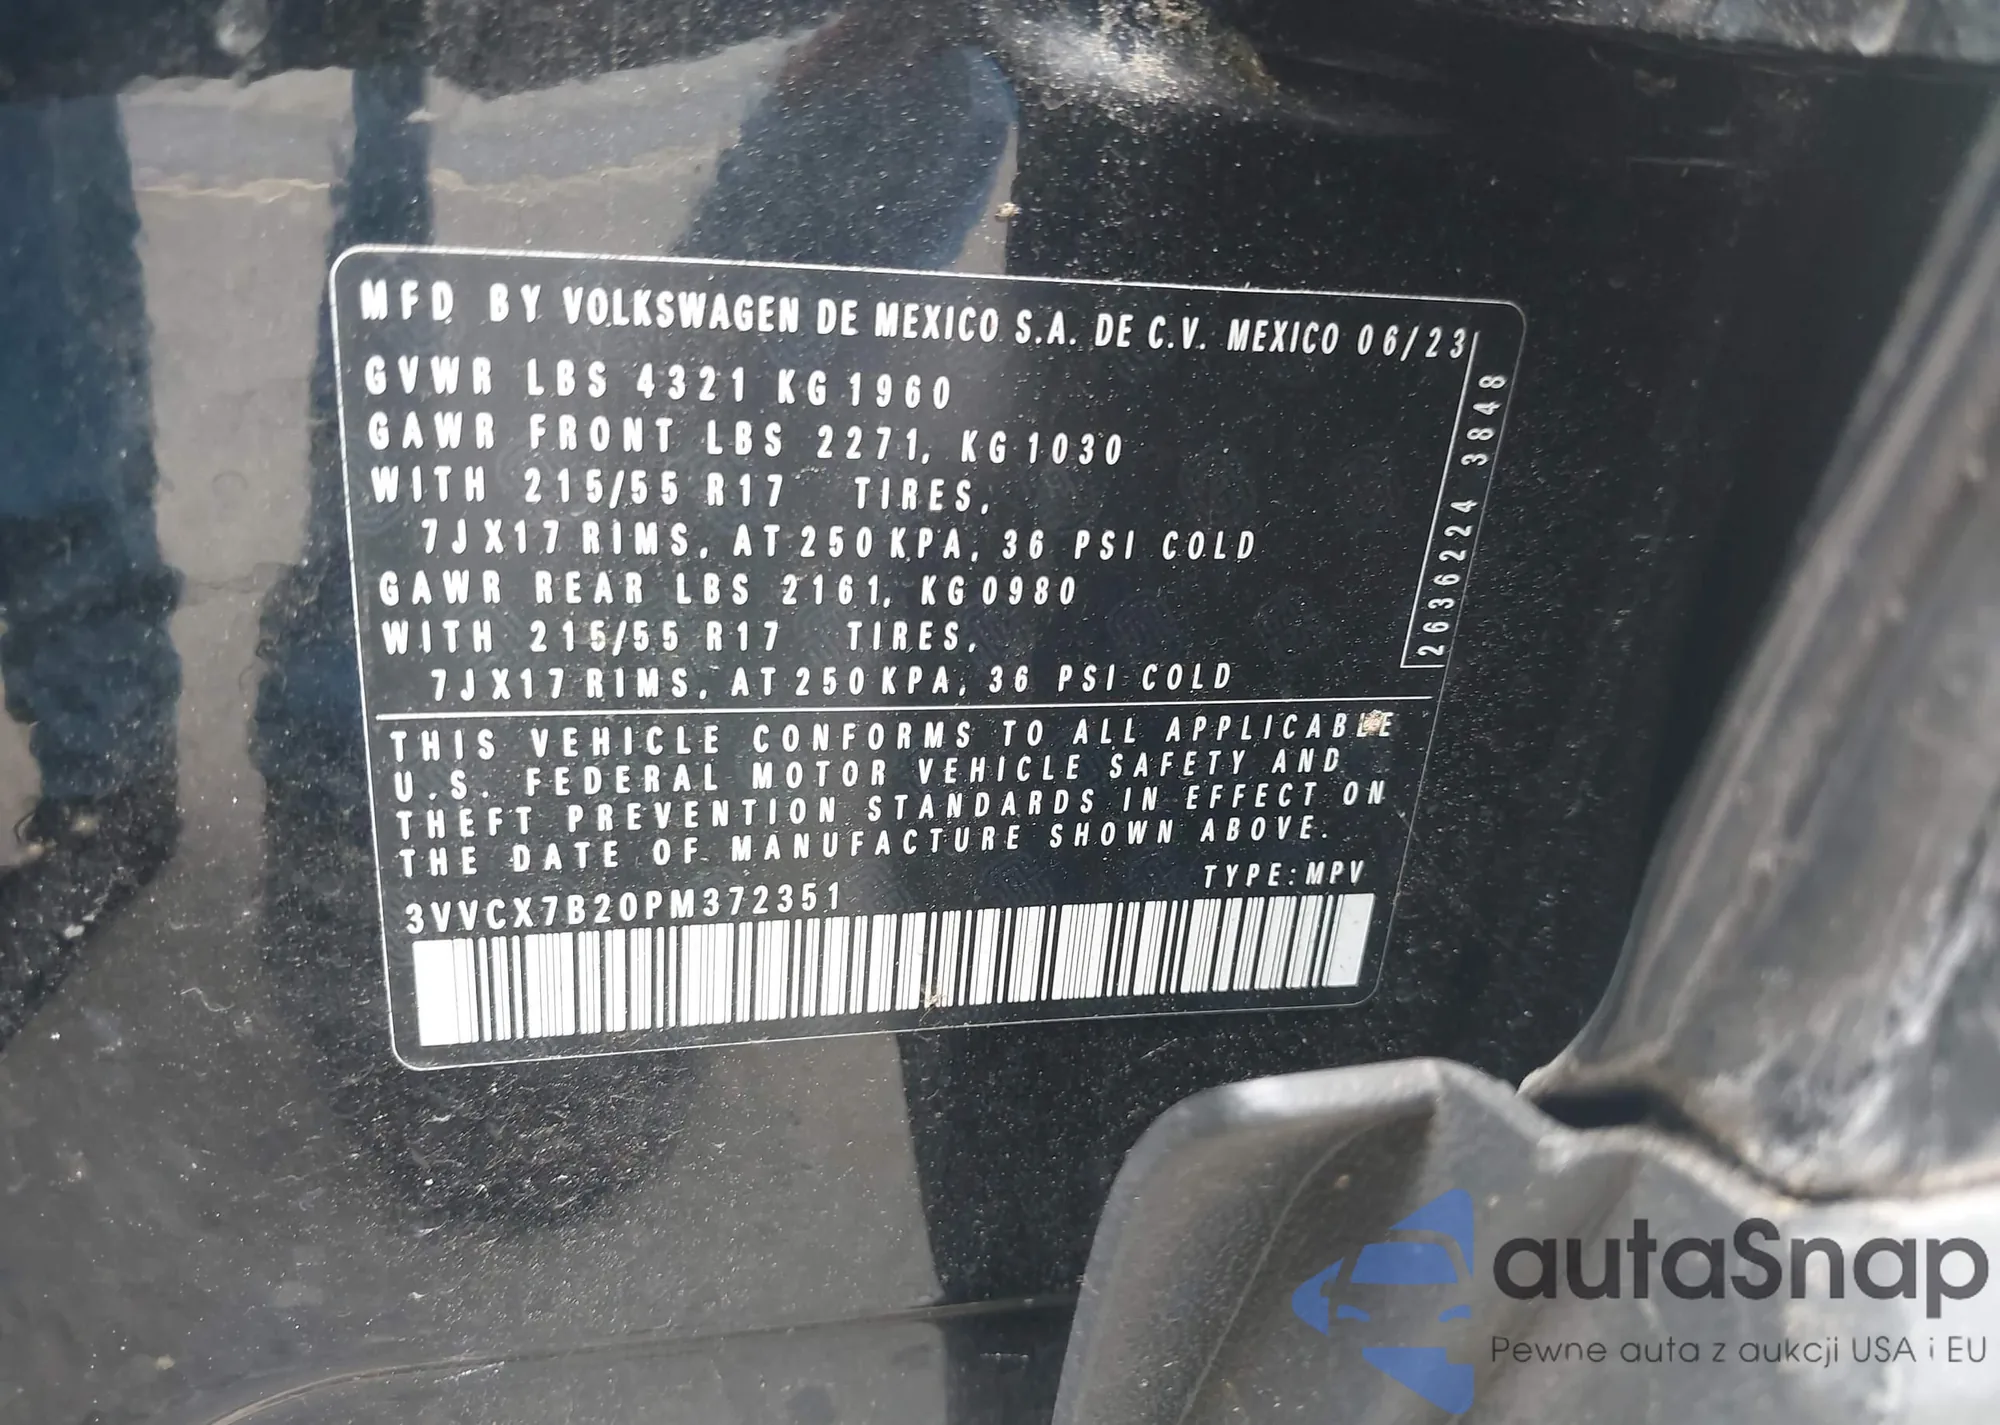 MFD BY VOLKSWAGEN DE MEXICO S.A. DE C.V. MEXICO 06/23
GVWR LBS 4321 KG 1960
GAWR FRONT LBS 2271, KG 1030
WITH 215/55 R17 TIRES,
7JX17 RIMS, AT 250 KPA, 36 PSI COLD
GAWR REAR LBS 2161, KG 0980
WITH 215/55 R17 TIRES,
7JX17 RIMS, AT 250 KPA, 36 PSI COLD
2636224 3848
THIS VEHICLE CONFORMS TO ALL APPLICABLE
U.S. FEDERAL MOTOR VEHICLE SAFETY AND
THEFT PREVENTION STANDARDS IN EFFECT ON
THE DATE OF MANUFACTURE SHOWN ABOVE.
3VVCX7B20PM372351 TYPE:MPV
autaSnap
Pewne auta z aukcji USA i EU